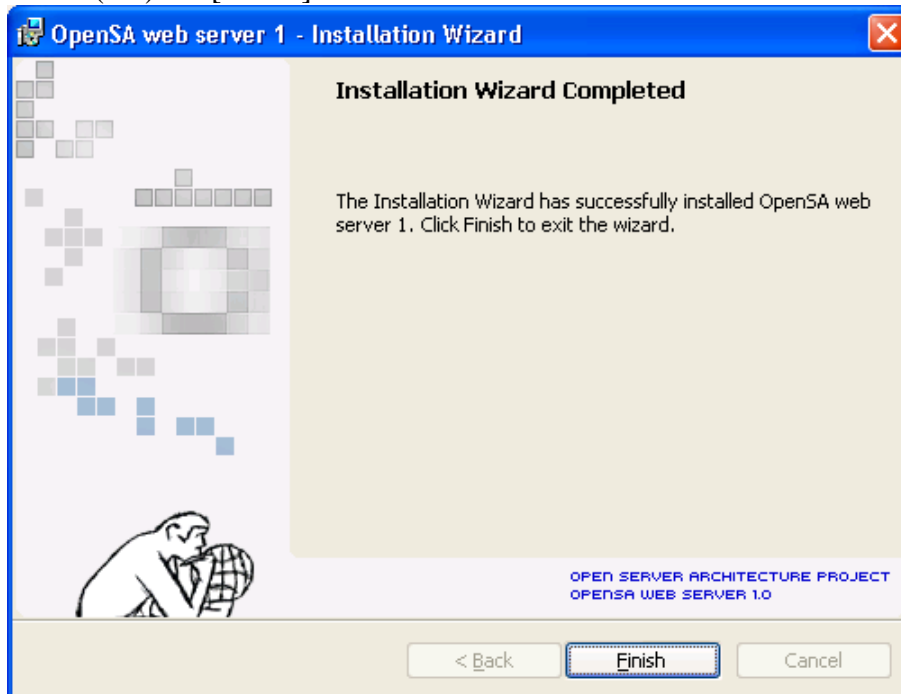 OpenSA web server 1 - Installation Wizard
Installation Wizard Completed
The Installation Wizard has successfully installed OpenSA web
server 1. Click Finish to exit the wizard.
OPEN SERVER ARCHITECTURE PROJECT
OPENSA WEB SERVER 1.0
< Back
Finish
Cancel